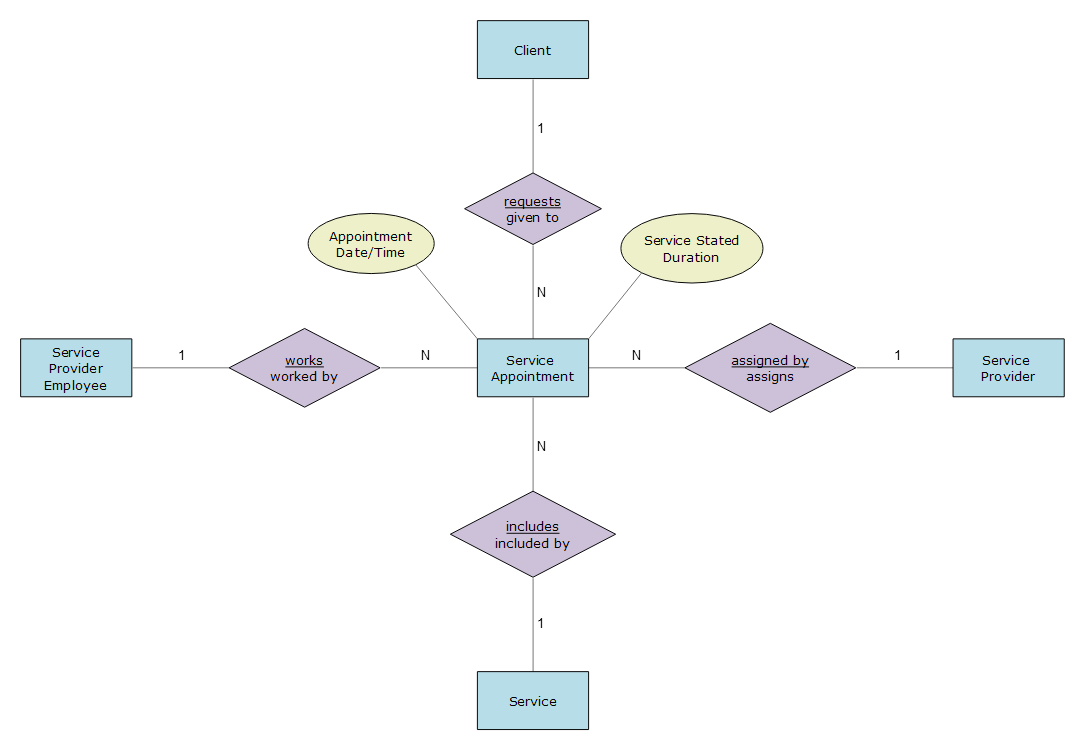 Client
1
requests
given to
Appointment
Date/Time
Service Stated
Duration
N
Service
Provider
Employee
1
works
worked by
N
Service
Appointment
N
assigned by
assigns
1
Service
Provider
N
includes
included by
1
Service